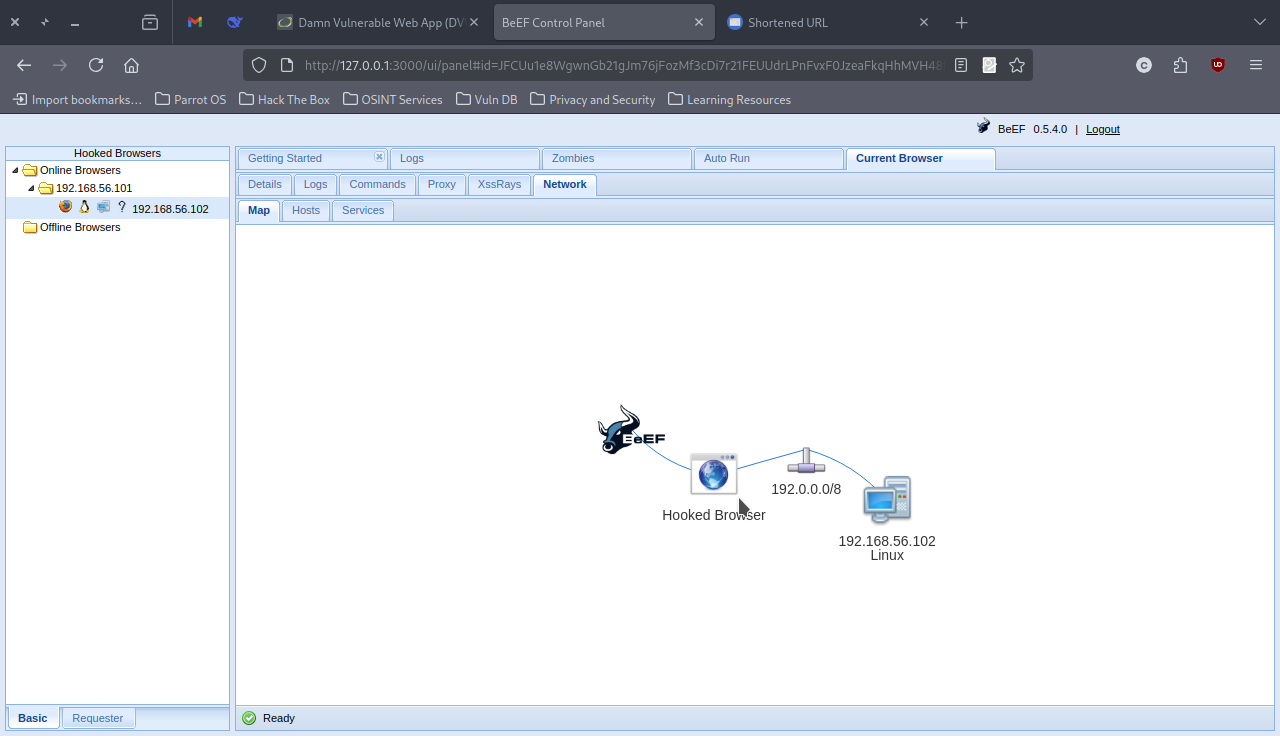 Damn Vulnerable Web App (DV
BeEF Control Panel
Shortened URL
http://127.0.0.1:3000/ui/panel#id=JFCUu1e8WgwnGb21gJm76jFozMf3cDi7r21FEUUdrLPnFvxF0JzeaFkqHhMVH48
Import bookmarks...
Parrot OS
Hack The Box
OSINT Services
Vuln DB
Privacy and Security
Learning Resources
BeEF 0.5.4.0 | Logout
Hooked Browsers
Online Browsers
192.168.56.101
? 192.168.56.102
Offline Browsers
Basic
Requester
Getting Started
Logs
Zombies
Auto Run
Current Browser
Details
Logs
Commands
Proxy
XssRays
Network
Map
Hosts
Services
BeEF
Hooked Browser
192.0.0.0/8
192.168.56.102
Linux
Ready